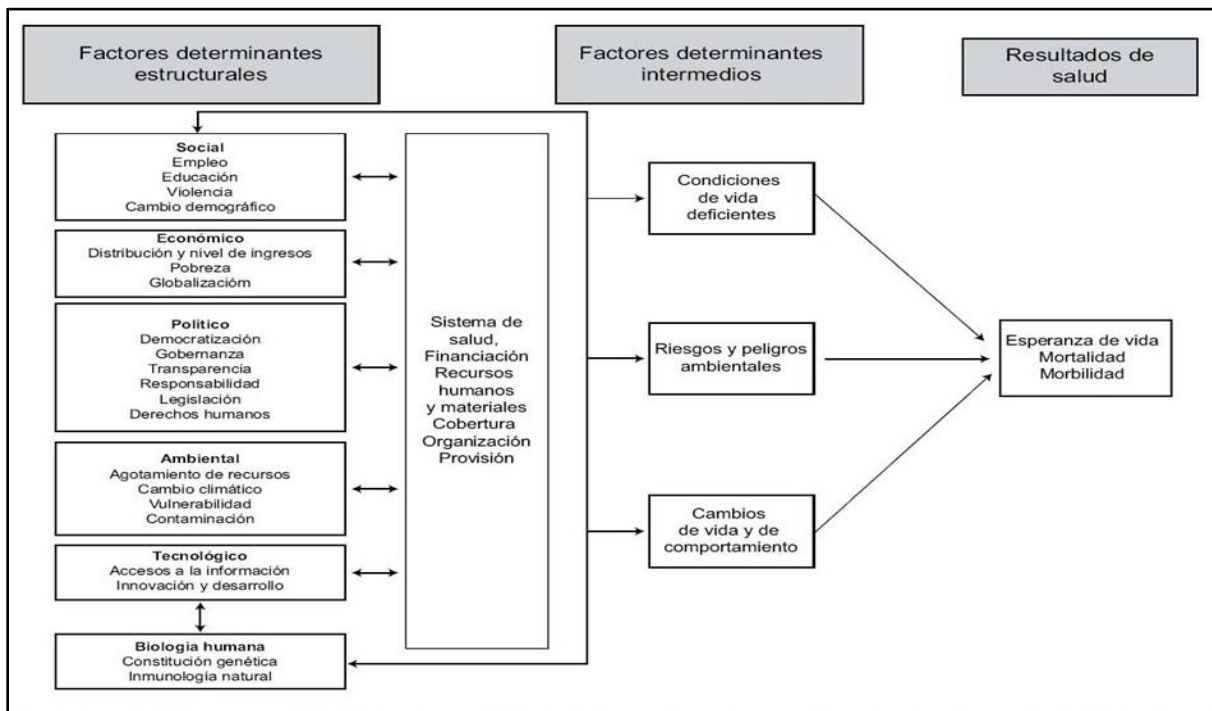 Factores determinantes
estructurales
Factores determinantes
intermedios
Resultados de
salud
Social
Empleo
Educación
Violencia
Cambio demográfico
Económico
Distribución y nivel de ingresos
Pobreza
Globalizacióm
Político
Democratización
Gobernanza
Transparencia
Responsabilidad
Legislación
Derechos humanos
Ambiental
Agotamiento de recursos
Cambio climático
Vulnerabilidad
Contaminación
Tecnológico
Accesos a la información
Innovación y desarrollo
Biología humana
Constitución genética
Inmunología natural
Sistema de
salud,
Financiación
Recursos
humanos
y materiales
Cobertura
Organización
Provisión
Condiciones
de vida
deficientes
Riesgos y peligros
ambientales
Cambios
de vida y de
comportamiento
Esperanza de vida
Mortalidad
Morbilidad